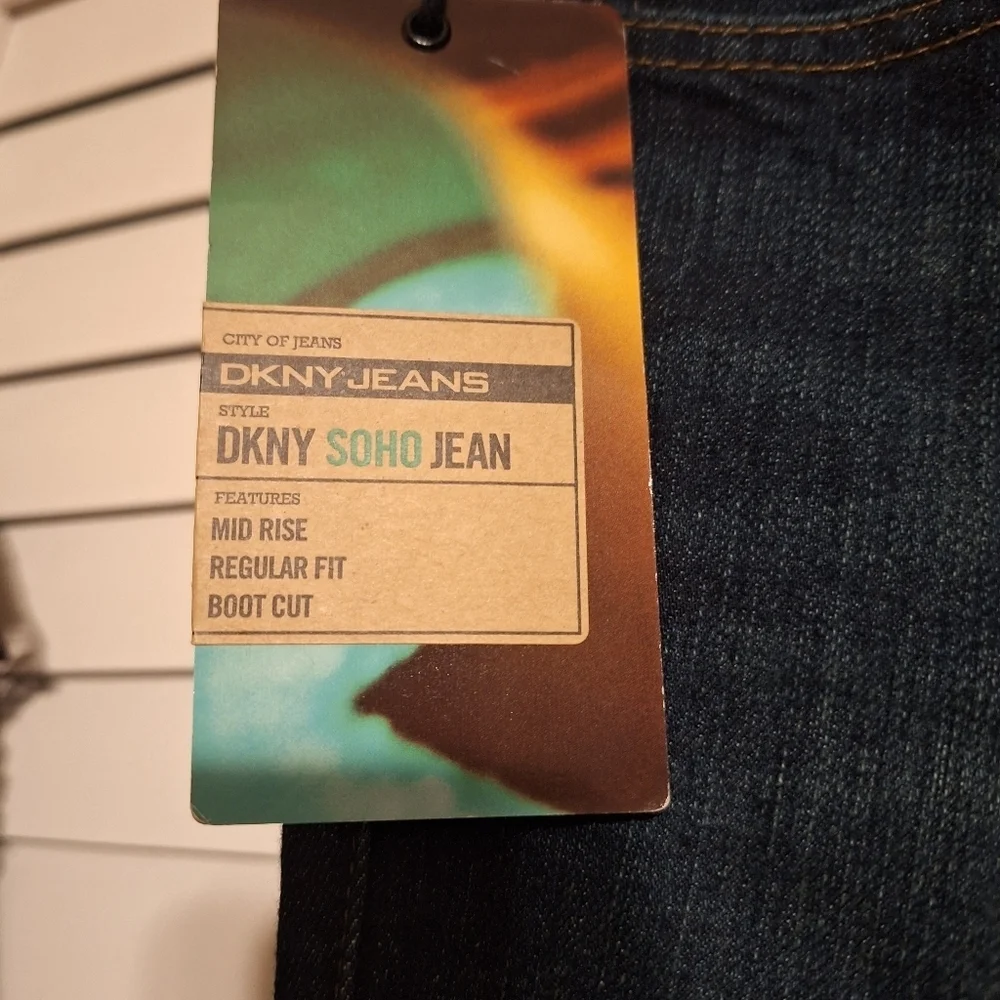 CITY OF JEANS
DKNY JEANS
STYLE
DKNY SOHO JEAN
FEATURES
MID RISE
REGULAR FIT
BOOT CUT